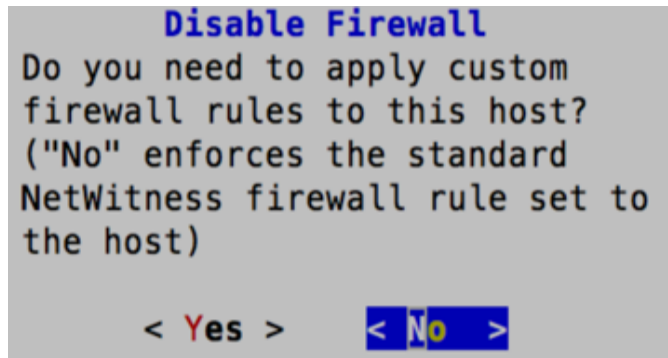 Disable Firewall
Do you need to apply custom
firewall rules to this host?
("No" enforces the standard
NetWitness firewall rule set to
the host)
< Yes > < No >